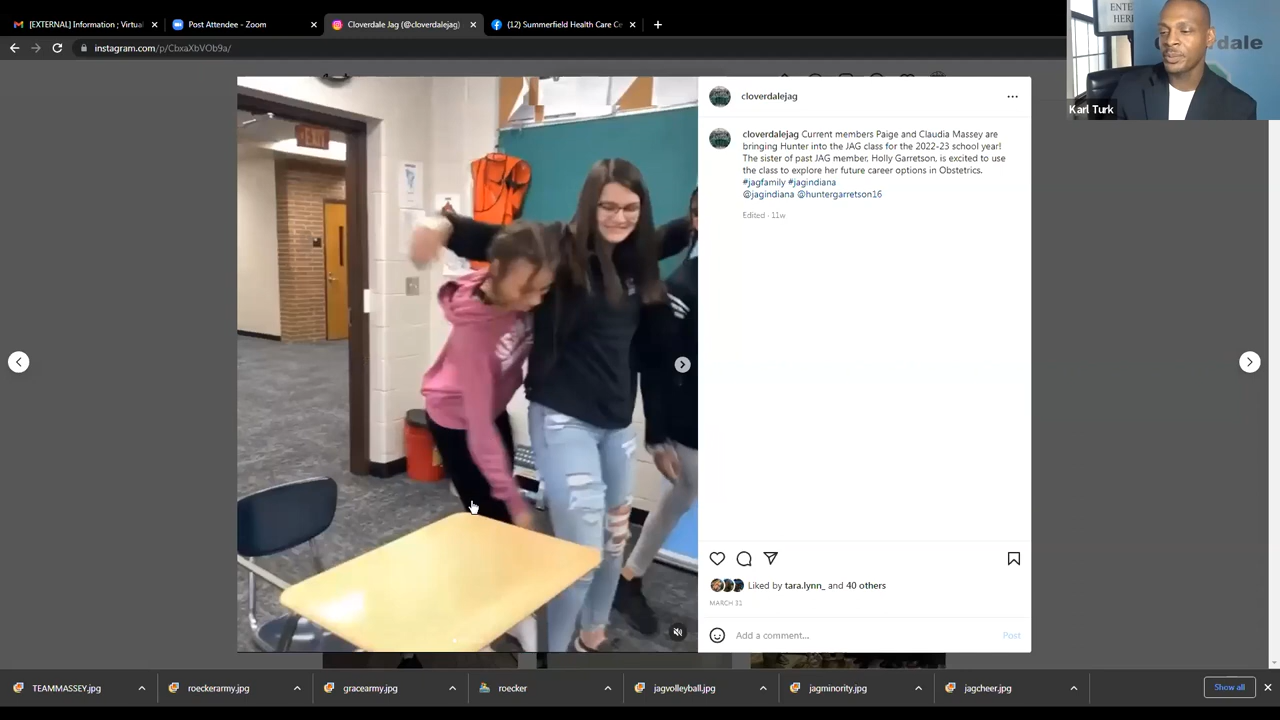 [EXTERNAL] Information ; Virtual
Post Attendee - Zoom
Cloverdale Jag (@cloverdalejag)
(12) Summerfield Health Care Ce
instagram.com/p/CbxaXbVOb9a/
ENTE
HERE
Karl Turk
EXIT
cloverdalejag
cloverdalejag Current members Paige and Claudia Massey are
bringing Hunter into the JAG class for the 2022-23 school year!
The sister of past JAG member, Holly Garretson, is excited to use
the class to explore her future career options in Obstetrics.
#jagfamily #jagindiana
@jagindiana @huntergarretson16
Edited · 11w
Liked by tara.lynn_ and 40 others
MARCH 31
Add a comment...
Post
TEAMMASSEY.jpg
roeckerarmy.jpg
gracearmy.jpg
roecker
jagvolleyball.jpg
jagminority.jpg
jagcheer.jpg
Show all